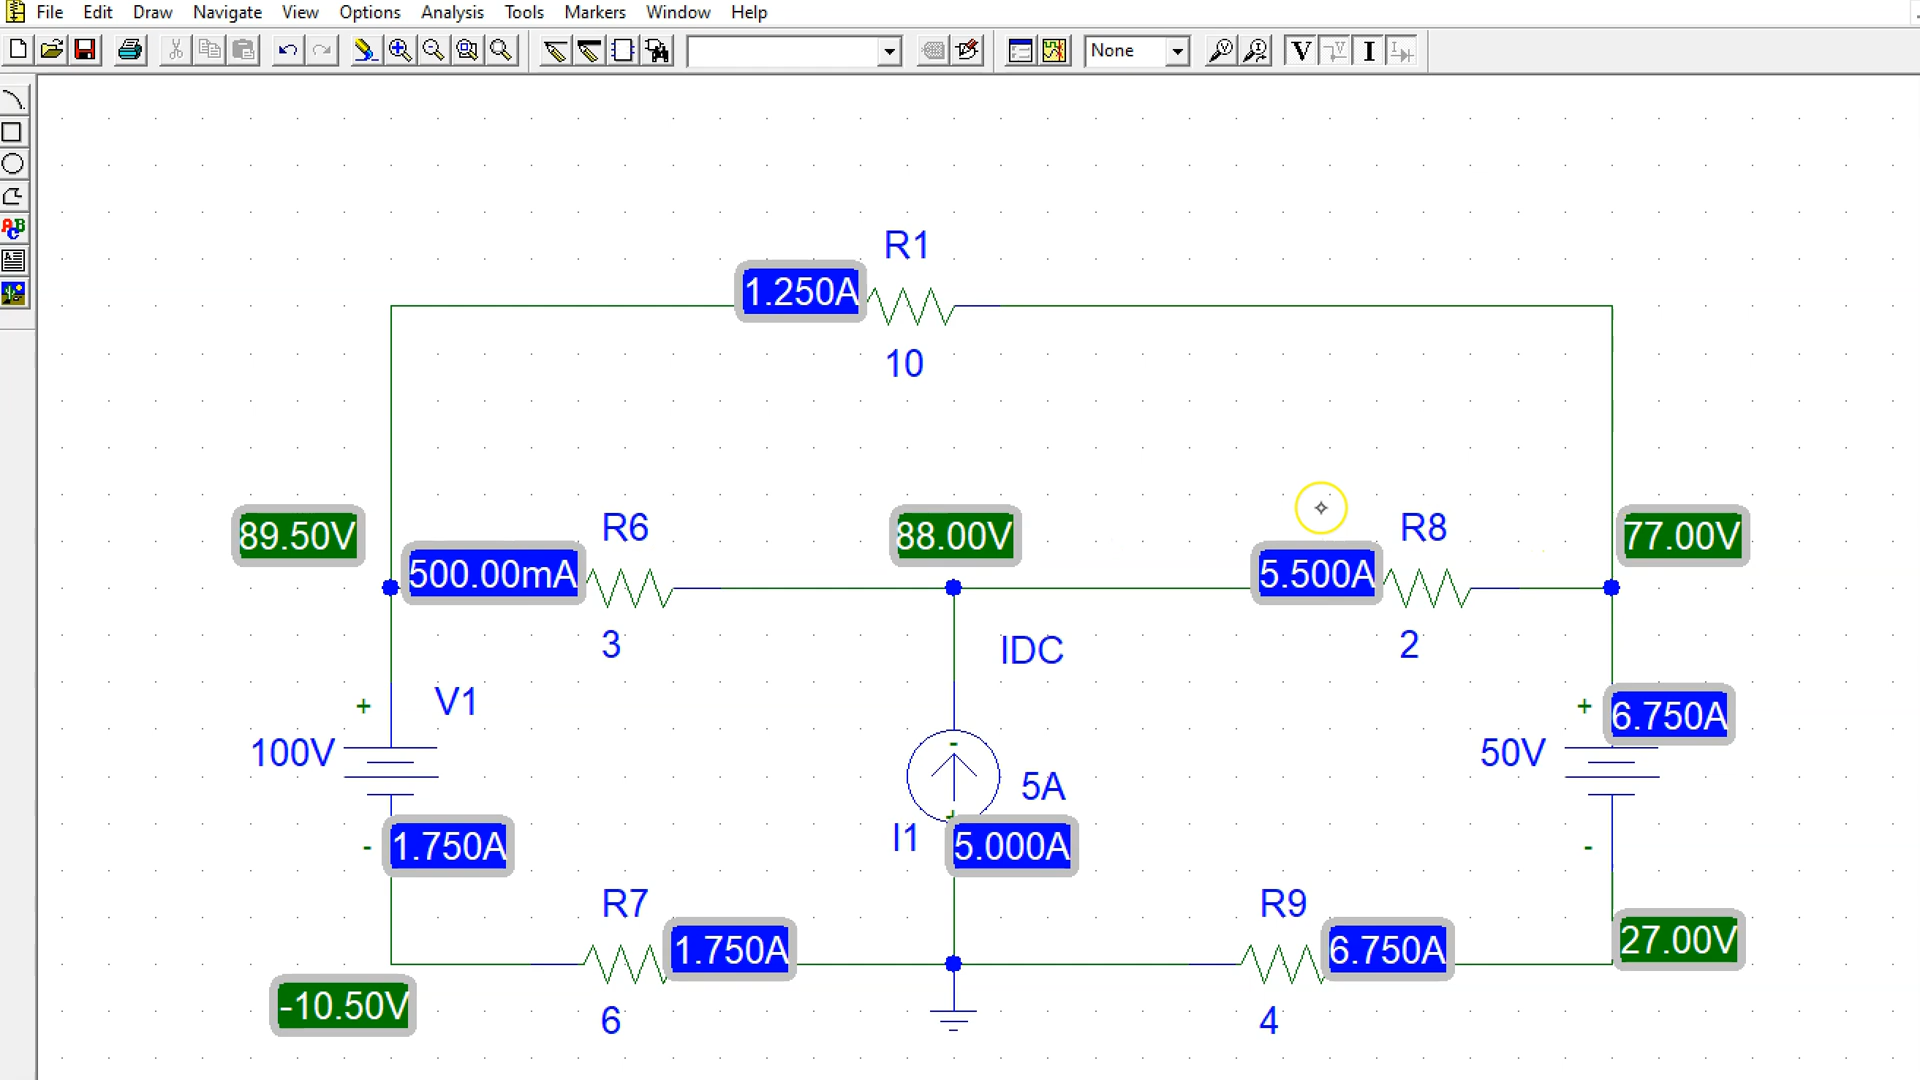 File Edit Draw Navigate View Options Analysis Tools Markers Window Help
None V V I I
ABC
R1
1.250A
10
89.50V 500.00mA R6 88.00V 5.500A R8 77.00V
3 IDC 2
+ V1 + 6.750A
100V 50V
-
5A
+
- 1.750A I1 5.000A -
R7 1.750A R9 6.750A 27.00V
-10.50V 6 4